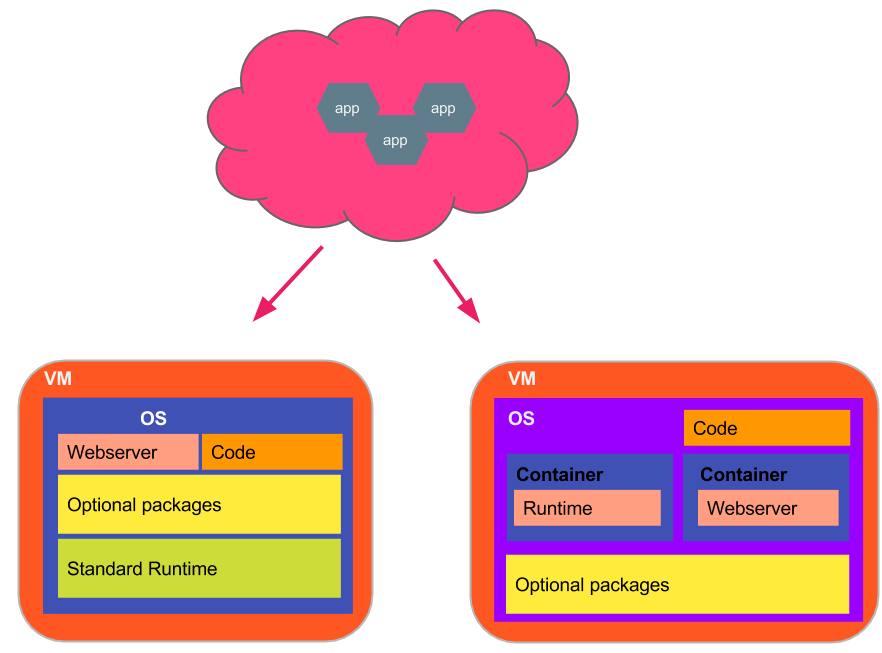 app
app
app
VM
OS
Webserver
Code
Optional packages
Standard Runtime
VM
OS
Code
Container
Runtime
Container
Webserver
Optional packages